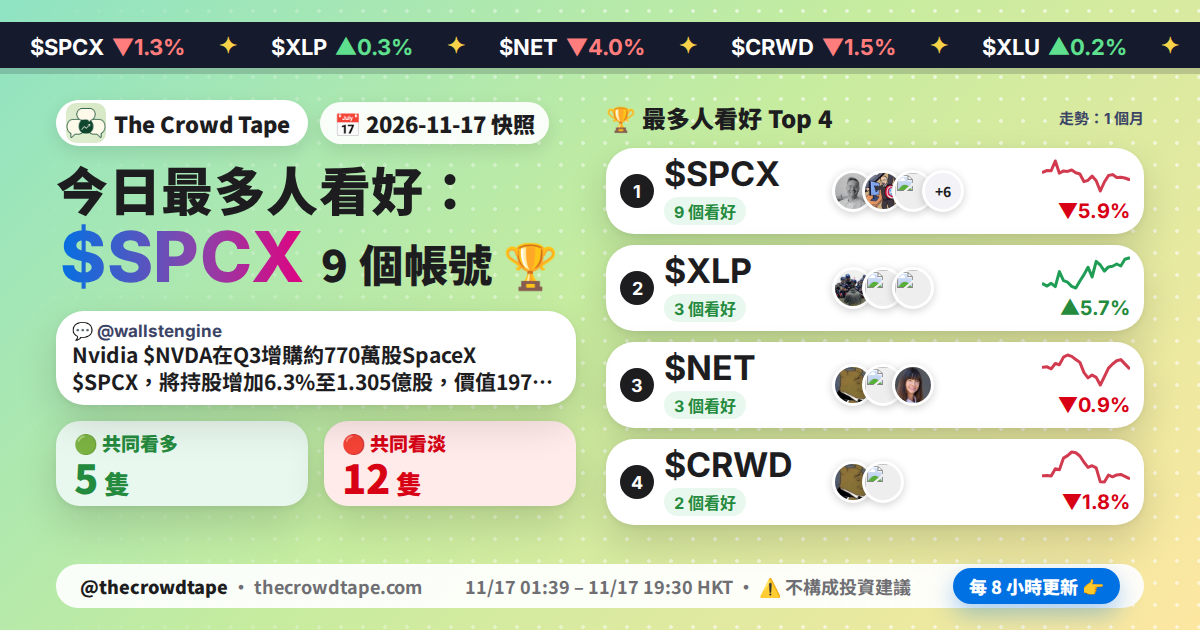 $SPCX ▼1.3% ✦ $XLP ▲0.3% ✦ $NET ▼4.0% ✦ $CRWD ▼1.5% ✦ $XLU ▲0.2% ✦
The Crowd Tape
2026-11-17 快照
今日最多人看好：
$SPCX 9 個帳號 🏆
💬 @wallstengine
Nvidia $NVDA在Q3增購約770萬股SpaceX
$SPCX，將持股增加6.3%至1.305億股，價值197…
🟢 共同看多
5 隻
🔴 共同看淡
12 隻
🏆 最多人看好 Top 4
走勢：1個月
1 $SPCX
9 個看好
+6
▼5.9%
2 $XLP
3 個看好
▲5.7%
3 $NET
3 個看好
▼0.9%
4 $CRWD
2 個看好
▼1.8%
@thecrowdtape • thecrowdtape.com
11/17 01:39 – 11/17 19:30 HKT • ⚠️ 不構成投資建議
每 8 小時更新 👉